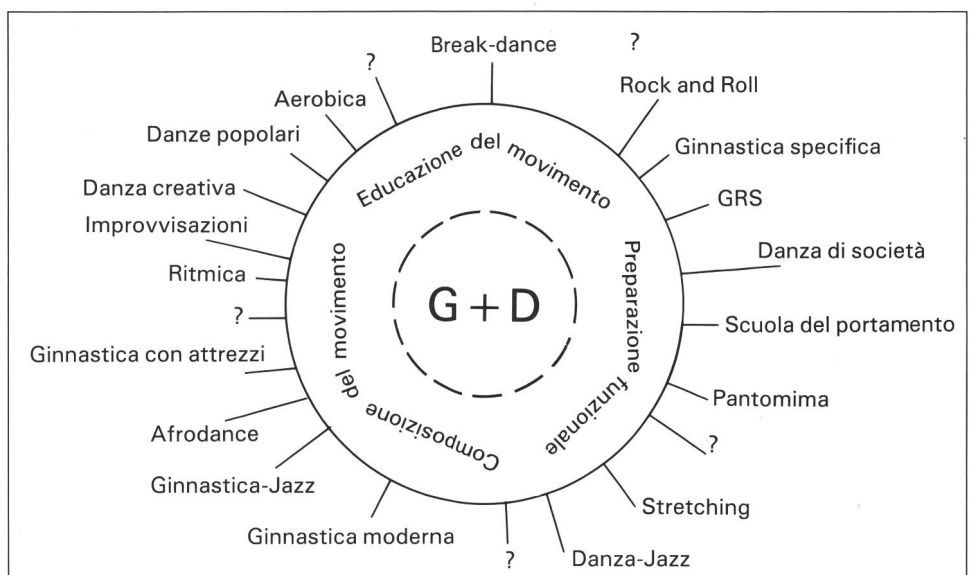 Break-dance
?
Rock and Roll
Ginnastica specifica
GRS
Danza di società
Scuola del portamento
Pantomima
?
Stretching
Danza-Jazz
?
Ginnastica moderna
Ginnastica-Jazz
Afrodance
Ginnastica con attrezzi
?
Ritmica
Improvvisazioni
Danza creativa
Danze popolari
Aerobica
?
Educazione del movimento
Preparazione funzionale
Composizione del movimento
G + D